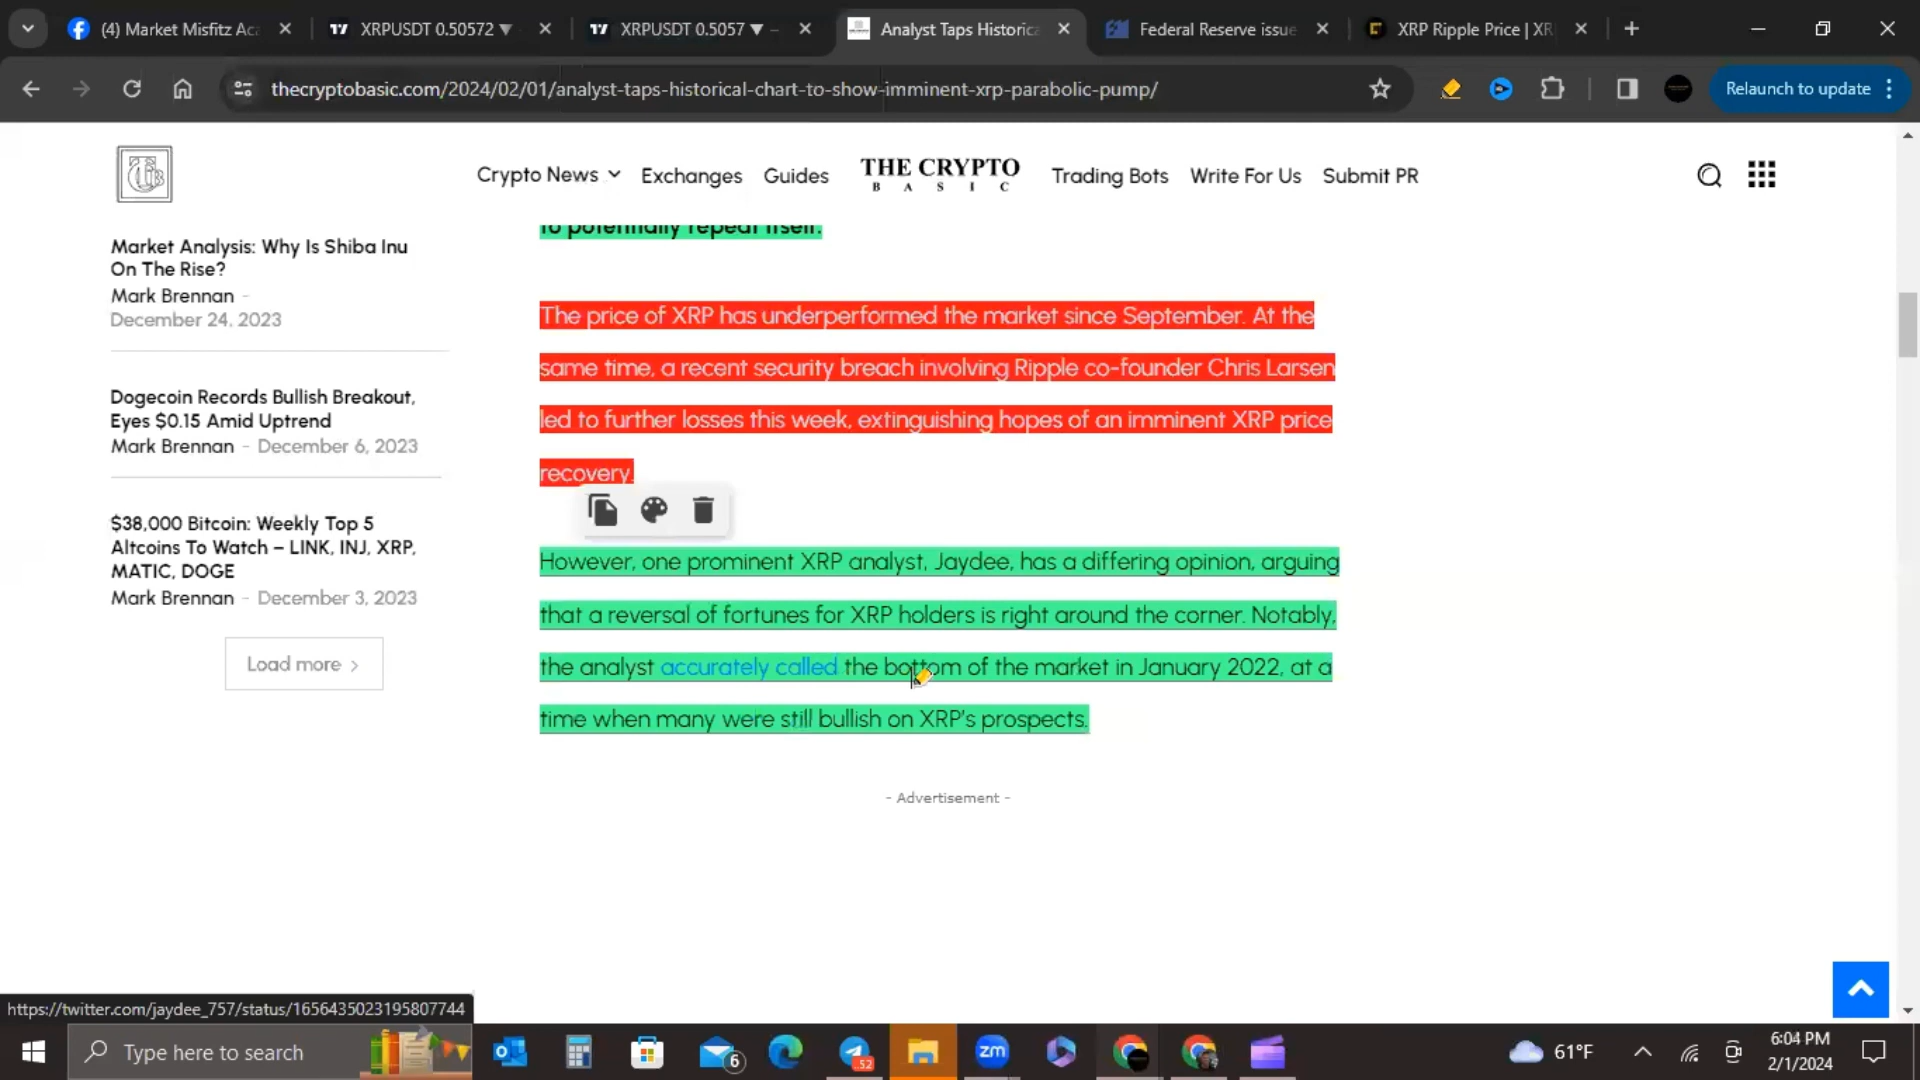 (4) Market Misfitz Aca
XRPUSDT 0.50572 ▼
XRPUSDT 0.5057 ▼ –
Analyst Taps Historica
Federal Reserve issue
XRP Ripple Price | XR
thecryptobasic.com/2024/02/01/analyst-taps-historical-chart-to-show-imminent-xrp-parabolic-pump/
Relaunch to update
Crypto News
Exchanges
Guides
THE CRYPTO
BASIC
Trading Bots
Write For Us
Submit PR
Market Analysis: Why Is Shiba Inu
On The Rise?
Mark Brennan -
December 24, 2023
Dogecoin Records Bullish Breakout,
Eyes $0.15 Amid Uptrend
Mark Brennan - December 6, 2023
$38,000 Bitcoin: Weekly Top 5
Altcoins To Watch – LINK, INJ, XRP,
MATIC, DOGE
Mark Brennan - December 3, 2023
Load more >
to potentially repeat itself.
The price of XRP has underperformed the market since September. At the
same time, a recent security breach involving Ripple co-founder Chris Larsen
led to further losses this week, extinguishing hopes of an imminent XRP price
recovery.
However, one prominent XRP analyst, Jaydee, has a differing opinion, arguing
that a reversal of fortunes for XRP holders is right around the corner. Notably,
the analyst accurately called the bottom of the market in January 2022, at a
time when many were still bullish on XRP's prospects.
- Advertisement -
https://twitter.com/jaydee_757/status/1656435023195807744
Type here to search
6
52
zm
61°F
6:04 PM
2/1/2024